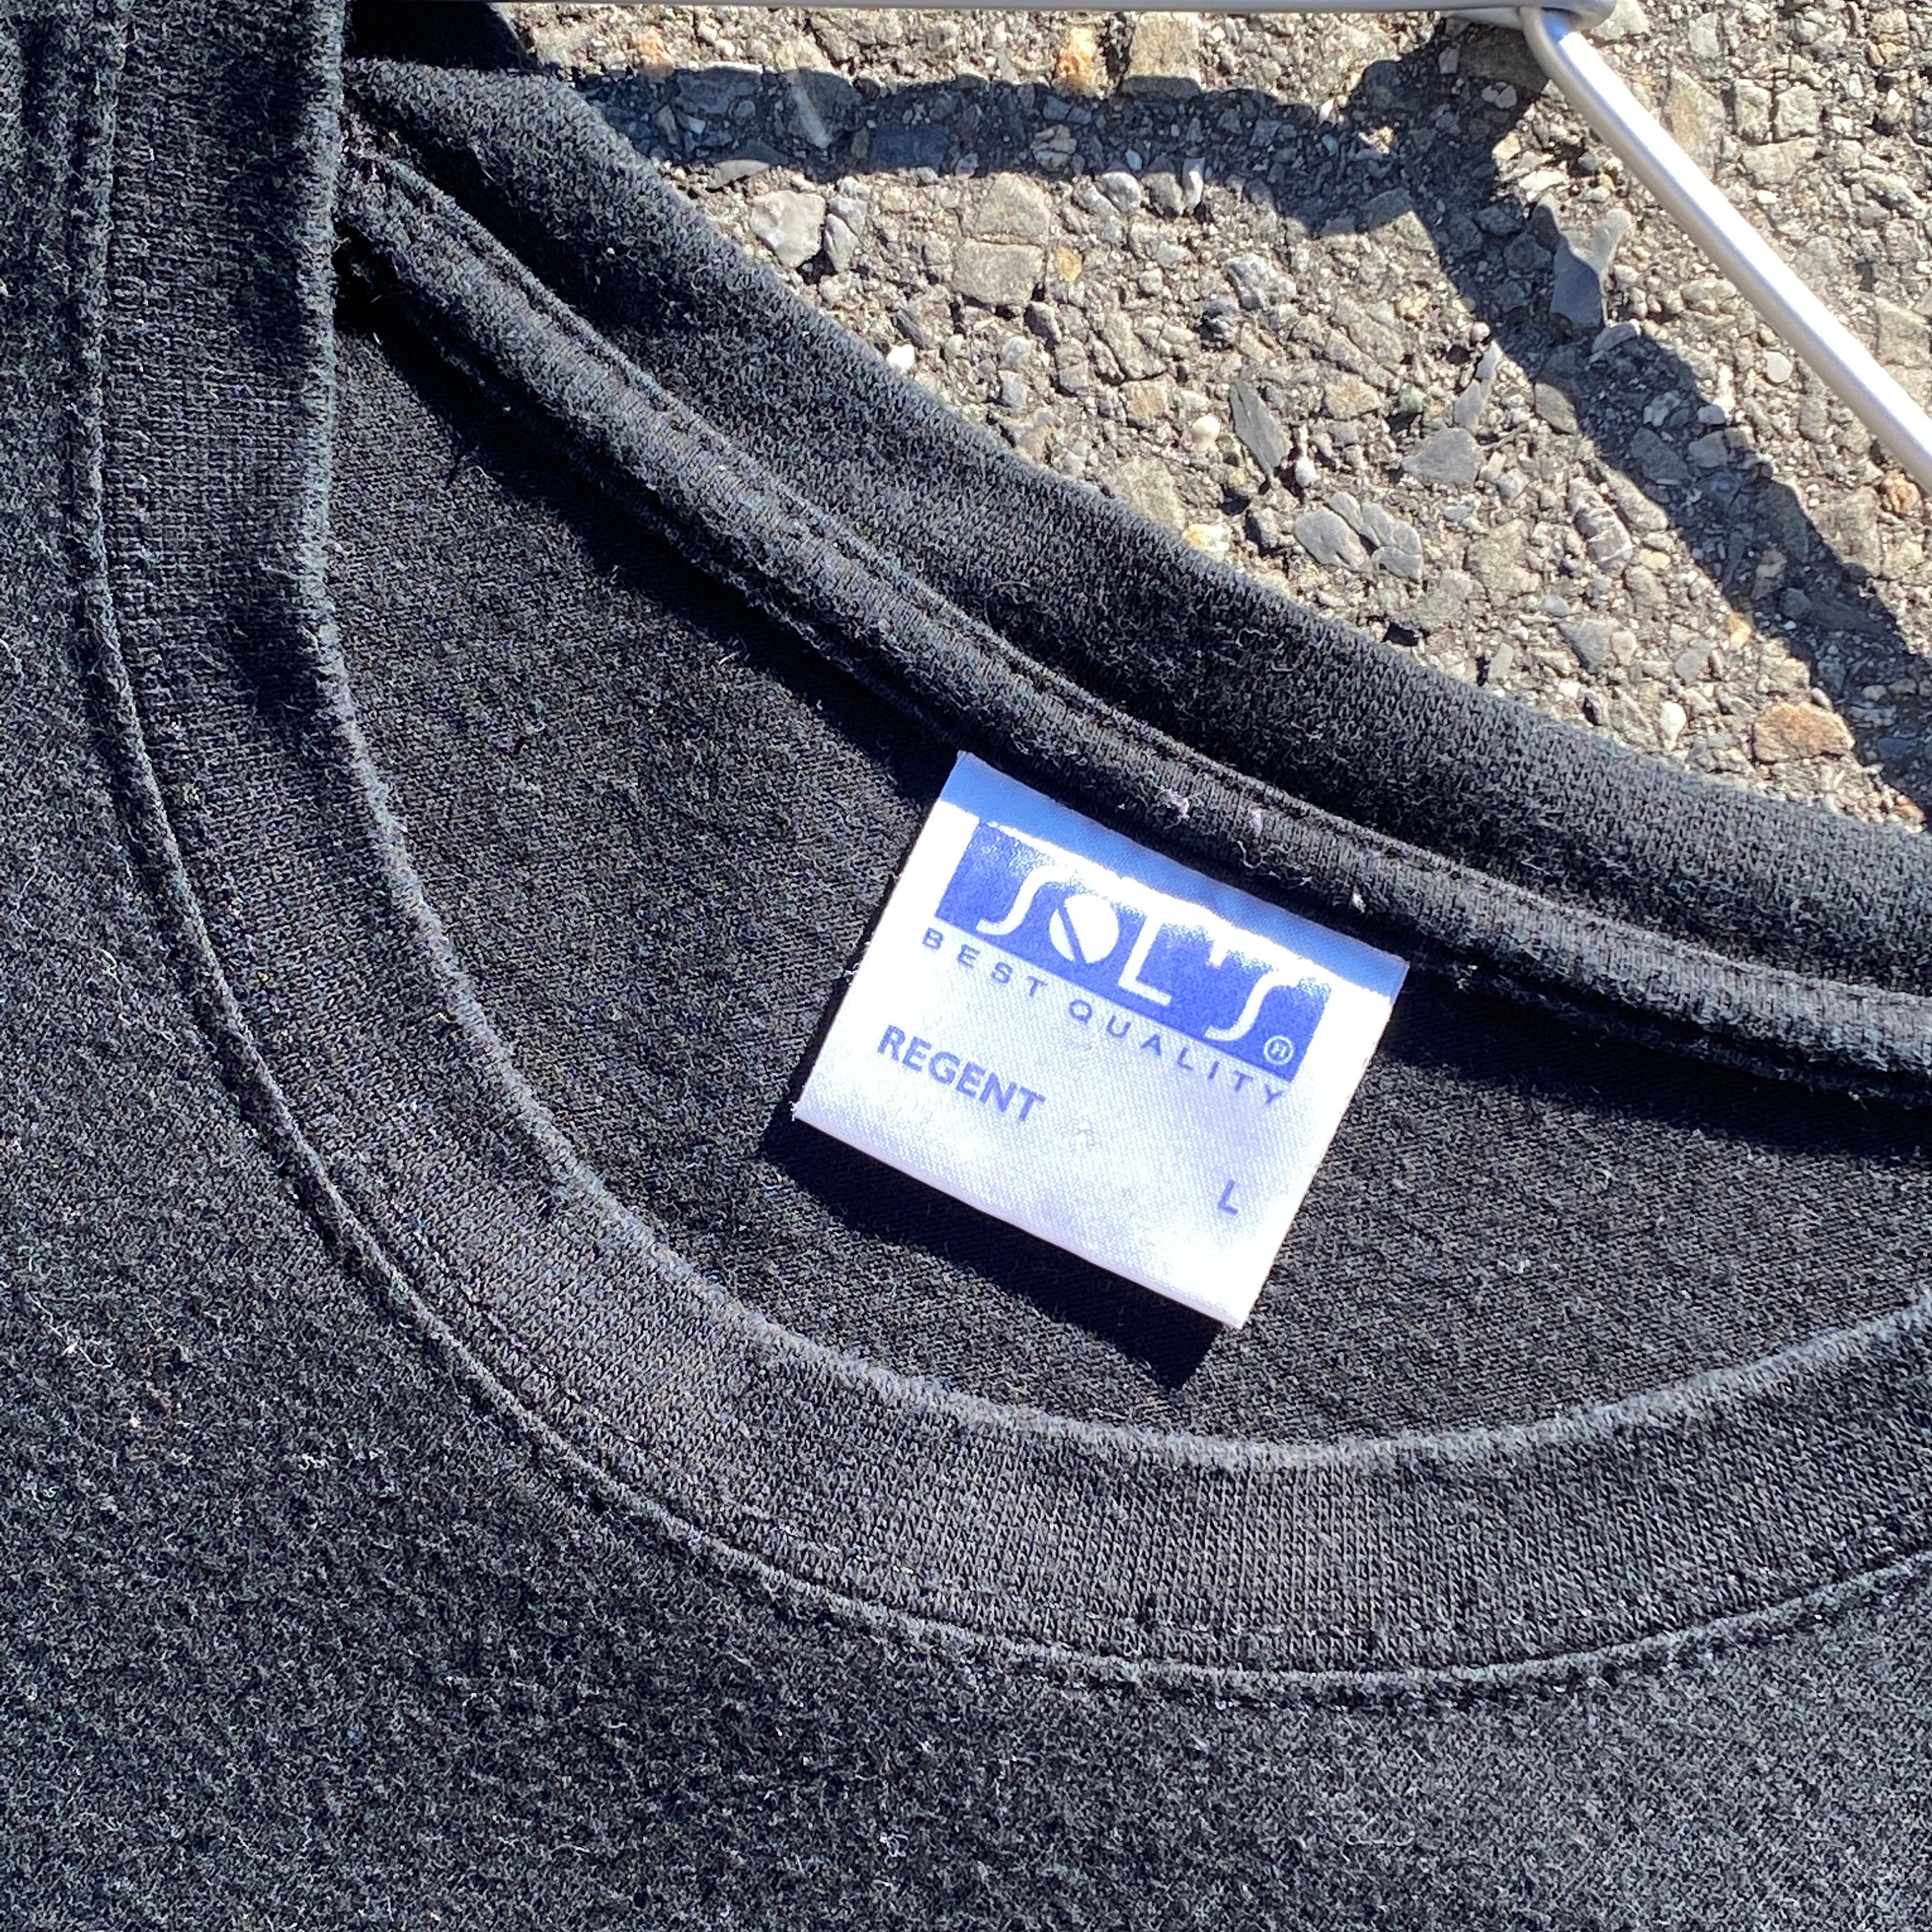 SOL'S®
BEST QUALITY
REGENT
L